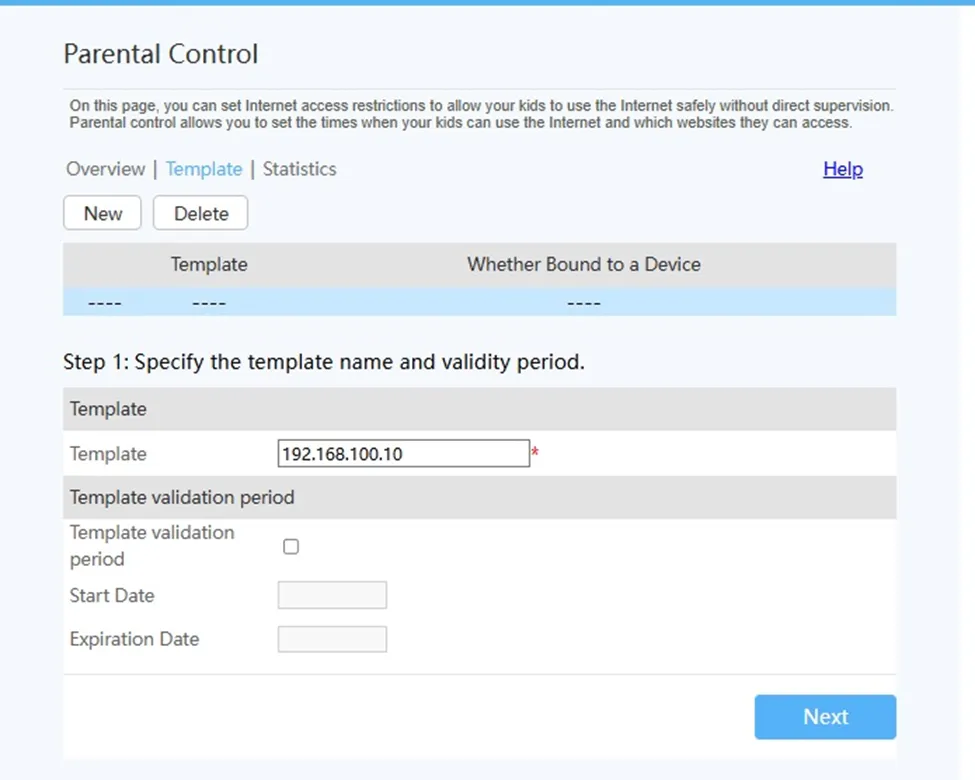 Parental Control
On this page, you can set Internet access restrictions to allow your kids to use the Internet safely without direct supervision.
Parental control allows you to set the times when your kids can use the Internet and which websites they can access.
Overview | Template | Statistics Help
New Delete
Template Whether Bound to a Device
---- ---- ----
Step 1: Specify the template name and validity period.
Template
Template 192.168.100.10 *
Template validation period
Template validation
period
Start Date
Expiration Date
Next